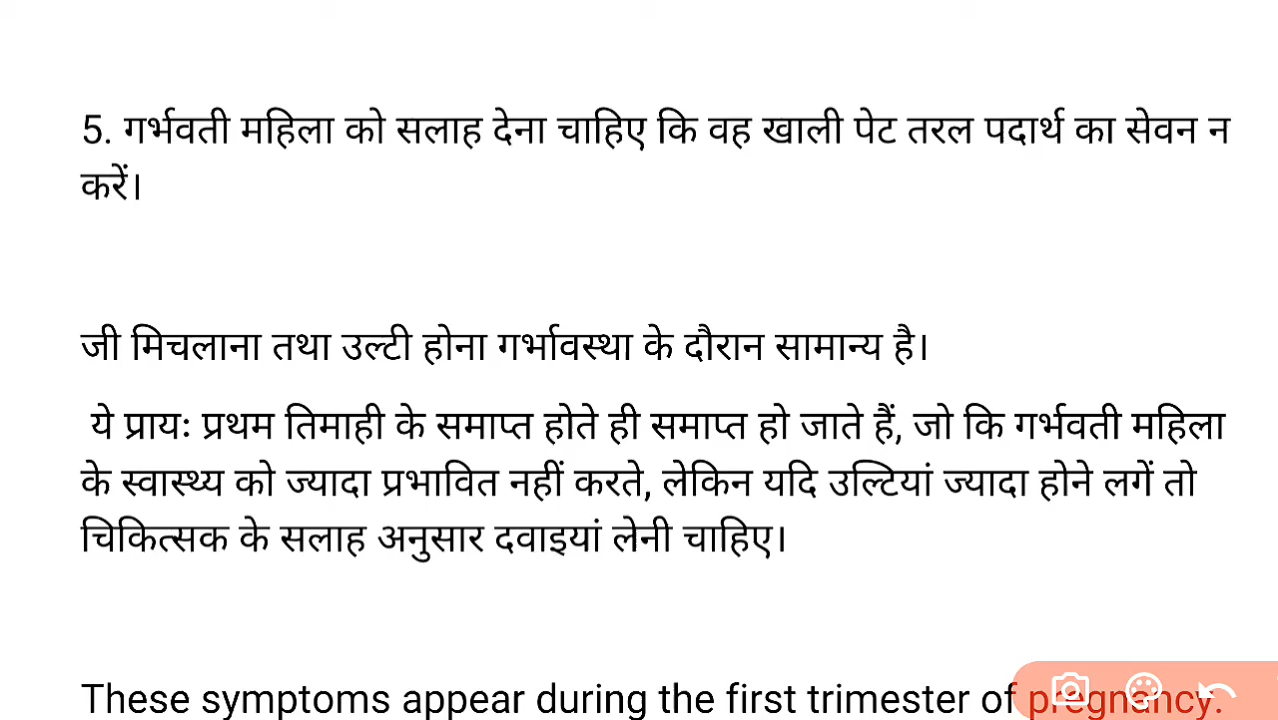 5. गर्भवती महिला को सलाह देना चाहिए कि वह खाली पेट तरल पदार्थ का सेवन न
करें।
जी मिचलाना तथा उल्टी होना गर्भावस्था के दौरान सामान्य है।
ये प्रायः प्रथम तिमाही के समाप्त होते ही समाप्त हो जाते हैं, जो कि गर्भवती महिला
के स्वास्थ्य को ज्यादा प्रभावित नहीं करते, लेकिन यदि उल्टियां ज्यादा होने लगें तो
चिकित्सक के सलाह अनुसार दवाइयां लेनी चाहिए।
These symptoms appear during the first trimester of pregnancy.